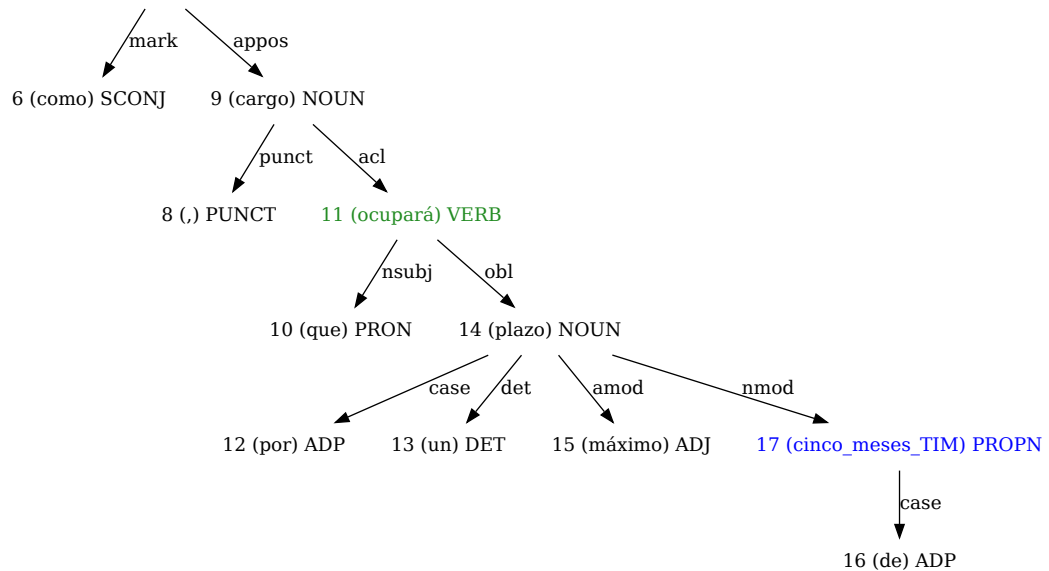 mark appos
6 (como) SCONJ 9 (cargo) NOUN
punct acl
8 (,) PUNCT 11 (ocupará) VERB
nsubj obl
10 (que) PRON 14 (plazo) NOUN
case det amod nmod
12 (por) ADP 13 (un) DET 15 (máximo) ADJ 17 (cinco_meses_TIM) PROPN
case
16 (de) ADP